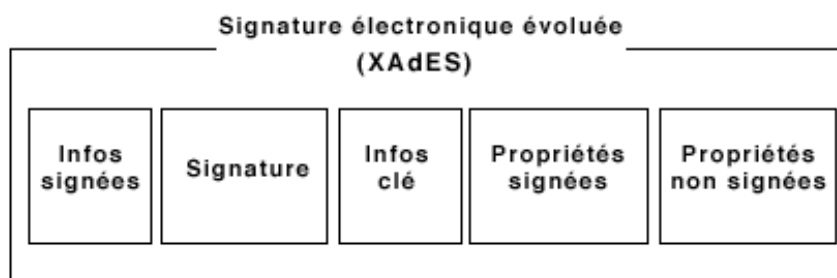 Signature électronique évoluée
(XAdES)
Infos
signées
Signature
Infos
clé
Propriétés
signées
Propriétés
non signées